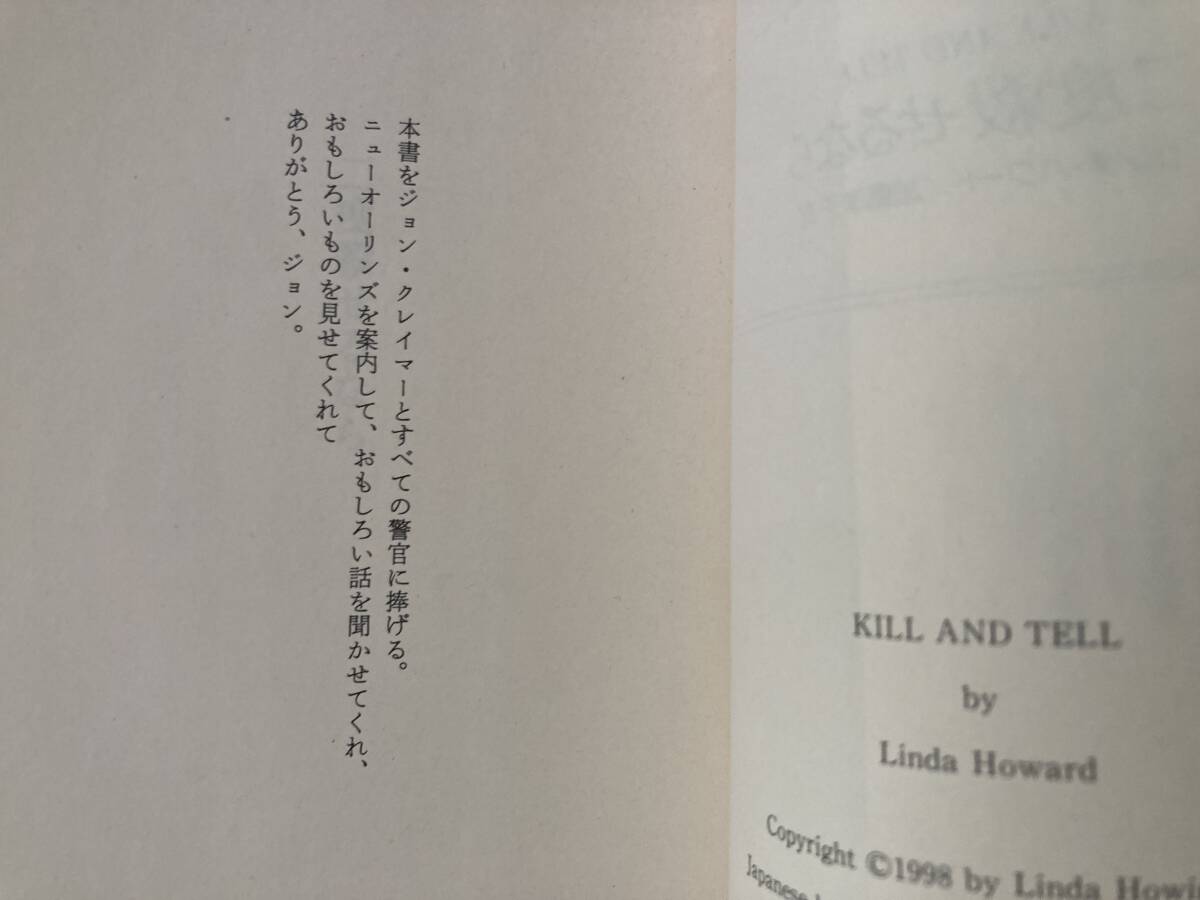 本書をジョン・クレイマーとすべての警官に捧げる。
ニューオーリンズを案内して、おもしろい話を聞かせてくれ、
おもしろいものを見せてくれて
ありがとう、ジョン。
KILL AND TELL
by
Linda Howard
Copyright ©1998 by Linda Howi
Japanese